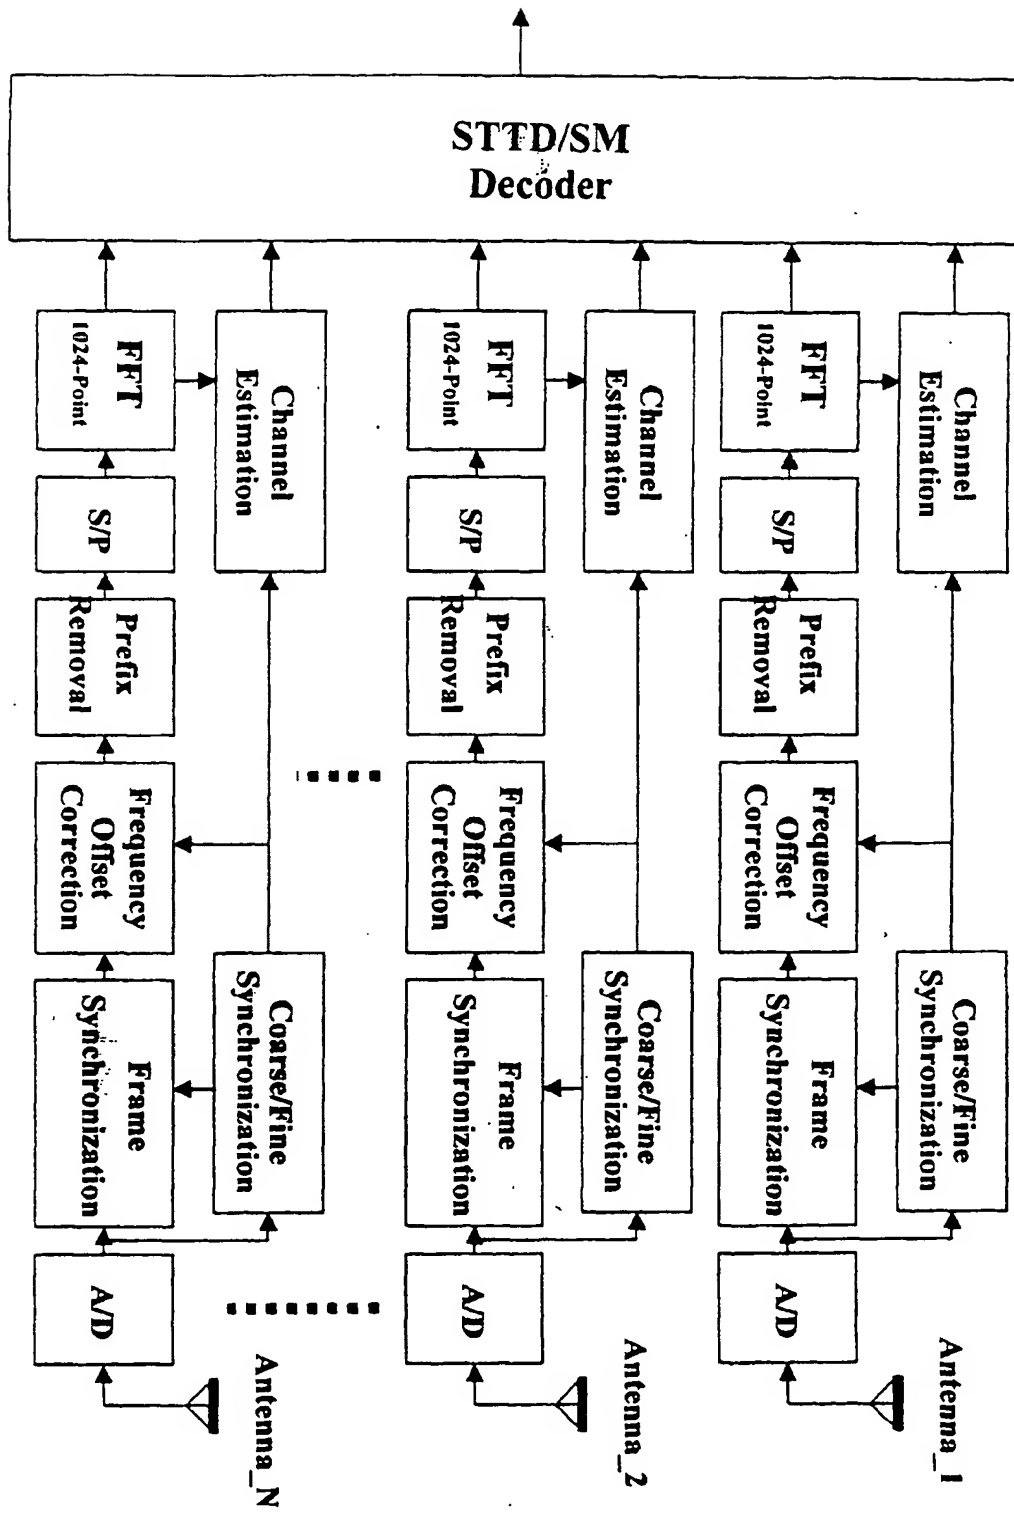 STTD/SM
Decoder
Channel
Estimation
FFT
1024-Point
S/P
Prefix
Removal
Frequency
Offset
Correction
Coarse/Fine
Synchronization
Frame
Synchronization
A/D
Antenna_1
Channel
Estimation
FFT
1024-Point
S/P
Prefix
Removal
Frequency
Offset
Correction
Coarse/Fine
Synchronization
Frame
Synchronization
A/D
Antenna_2
Channel
Estimation
FFT
1024-Point
S/P
Prefix
Removal
Frequency
Offset
Correction
Coarse/Fine
Synchronization
Frame
Synchronization
A/D
Antenna_N